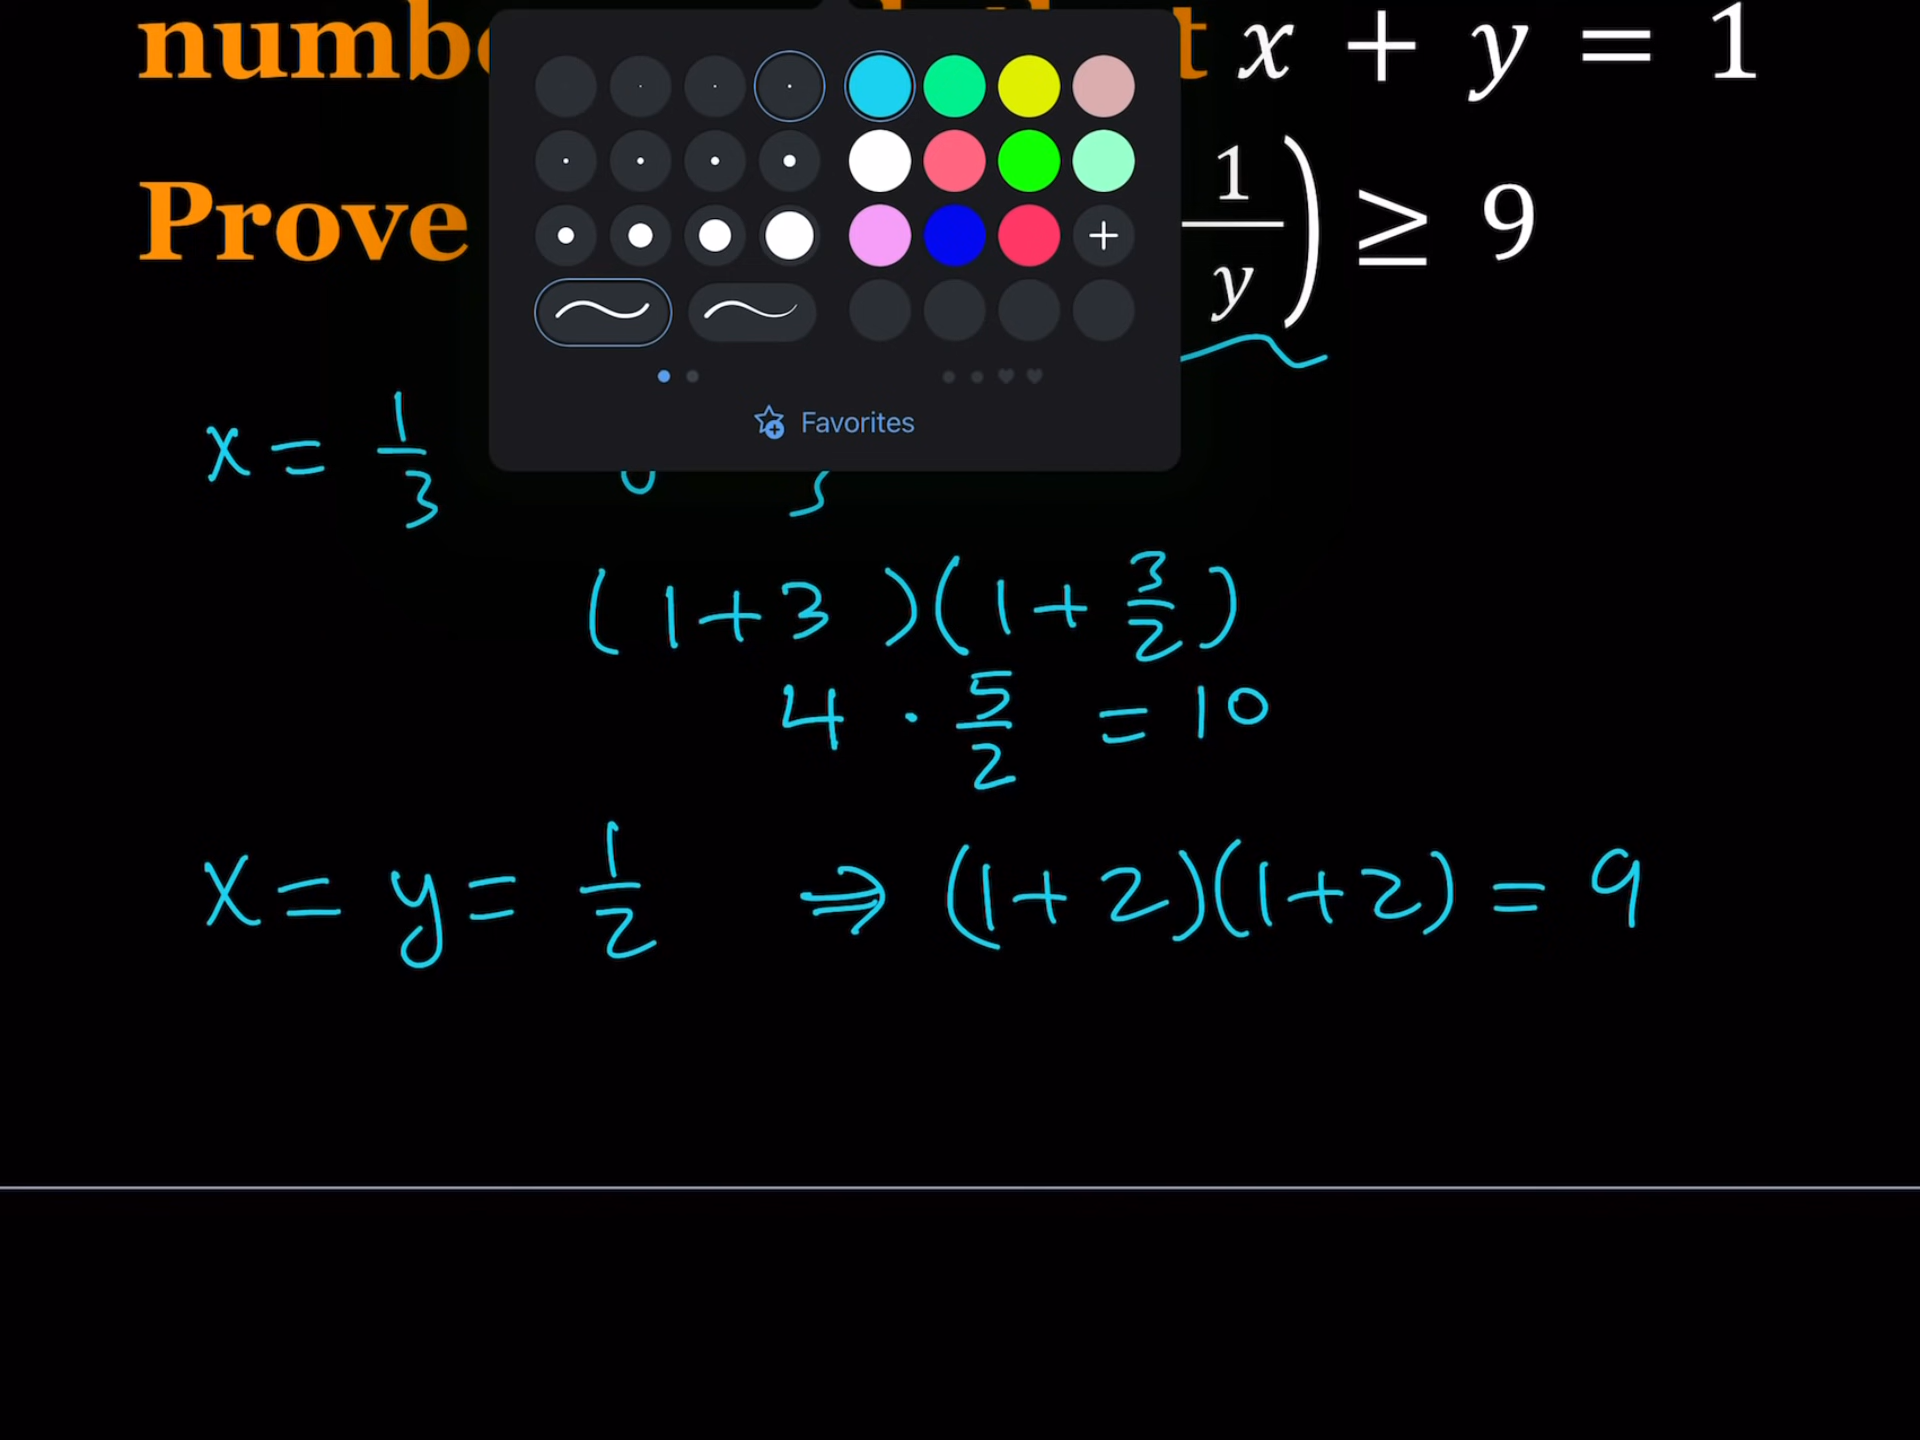 numb t x + y = 1
Prove 1/y) ≥ 9
Favorites
x = 1/3
(1+3)(1+3/2)
4 · 5/2 = 10
x = y = 1/2 ⇒ (1+2)(1+2) = 9